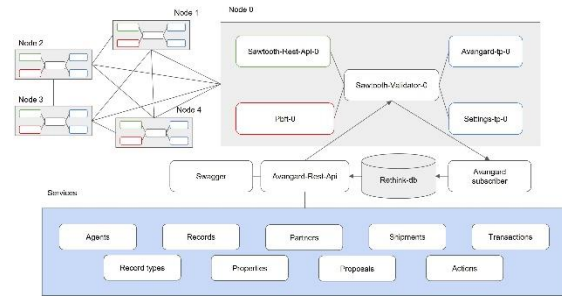 Node 1
Node 0
Node 2
Sawtooth-Rest-Api-0
Avangard-tp-0
Sawtooth-Validator-0
Node 3
Node 4
Pbft-0
Settings-tp-0
Swagger
Avangard-Rest-Api
Rethink-db
Avangard
subscriber
Services
Agents
Records
Partners
Shipments
Transactions
Record types
Properties
Proposals
Actions